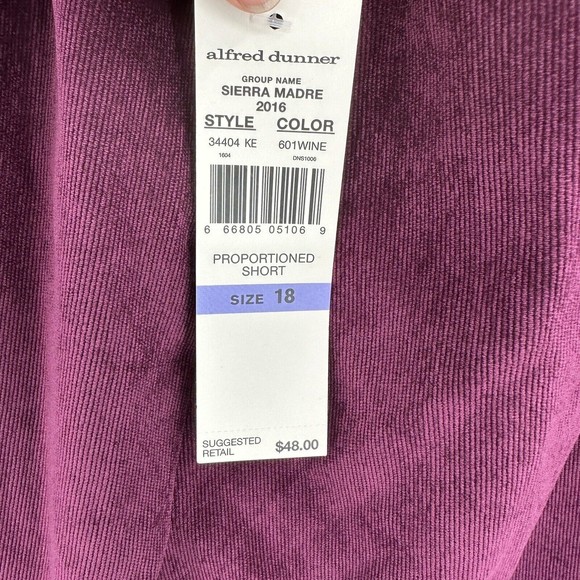 alfred dunner
GROUP NAME
SIERRA MADRE
2016
STYLE COLOR
34404 KE 601WINE
1604 DNS1006
6 66805 05106 9
PROPORTIONED
SHORT
SIZE 18
SUGGESTED
RETAIL $48.00